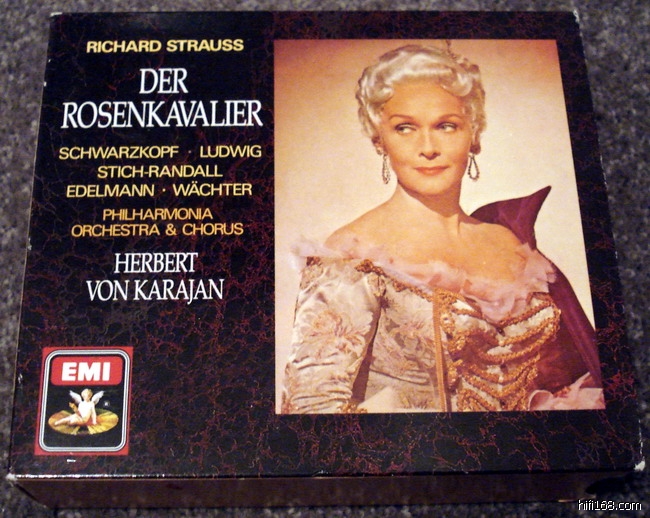 RICHARD STRAUSS
DER
ROSENKAVALIER
SCHWARZKOPF · LUDWIG
STICH-RANDALL
EDELMANN · WÄCHTER
PHILHARMONIA
ORCHESTRA & CHORUS
HERBERT
VON KARAJAN
EMI
hifi168.com